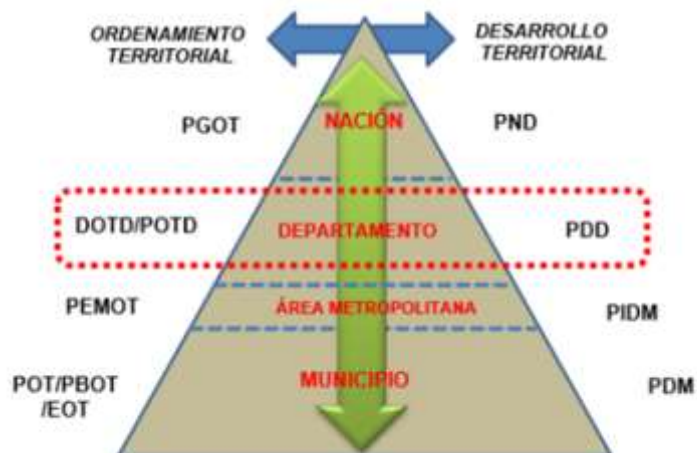 ORDENAMIENTO
TERRITORIAL
DESARROLLO
TERRITORIAL
PGOT
NACIÓN
PND
DOTD/POTD
DEPARTAMENTO
PDD
PEMOT
ÁREA METROPOLITANA
PIDM
POT/PBOT
/EOT
MUNICIPIO
PDM